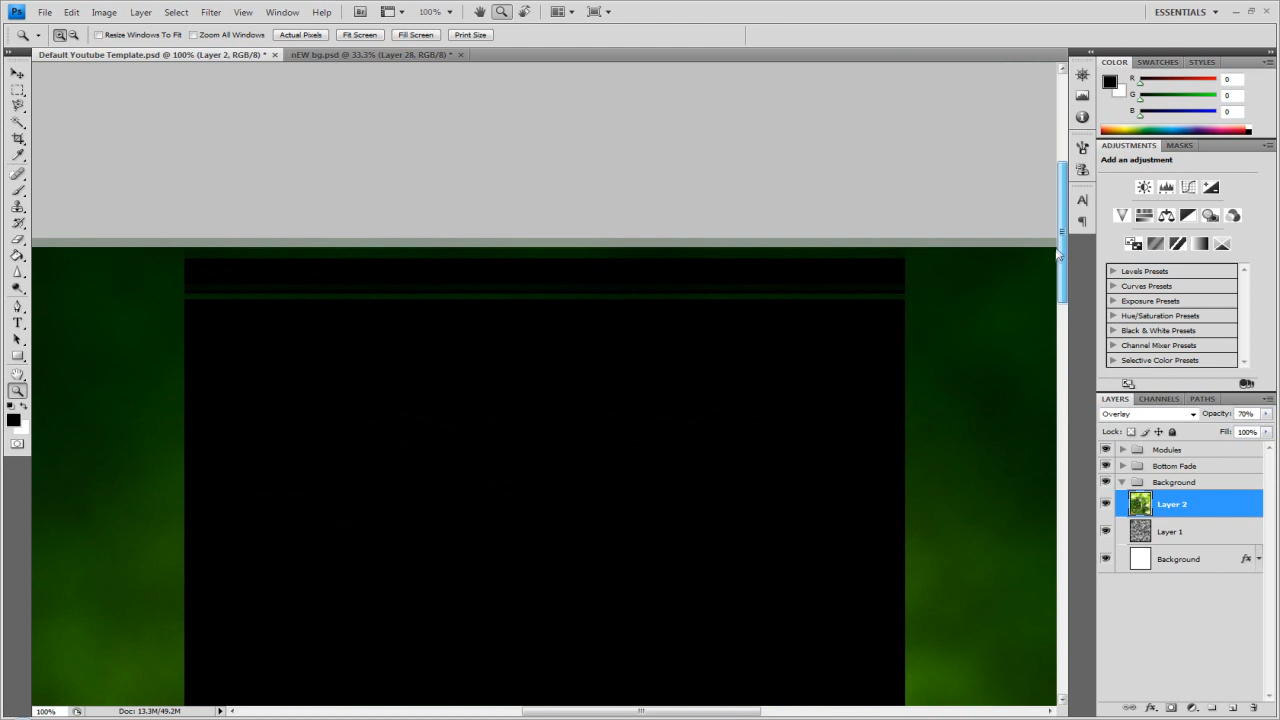 Ps File Edit Image Layer Select Filter View Window Help Br 100% ESSENTIALS
Resize Windows To Fit Zoom All Windows Actual Pixels Fit Screen Fill Screen Print Size
Default Youtube Template.psd @ 100% (Layer 2, RGB/8) * nEW bg.psd @ 33.3% (Layer 28, RGB/8) *
COLOR SWATCHES STYLES
R 0
G 0
B 0
ADJUSTMENTS MASKS
Add an adjustment
Levels Presets
Curves Presets
Exposure Presets
Hue/Saturation Presets
Black & White Presets
Channel Mixer Presets
Selective Color Presets
LAYERS CHANNELS PATHS
Overlay Opacity: 70%
Lock: Fill: 100%
Modules
Bottom Fade
Background
Layer 2
Layer 1
Background fx
100% Doc: 13.3M/49.2M